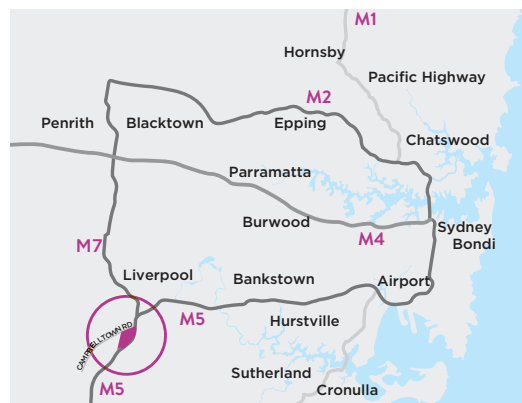 M1
Hornsby
Pacific Highway
M2
Penrith
Blacktown
Epping
Chatswood
Parramatta
Burwood
M4
Sydney
Bondi
M7
Liverpool
Bankstown
Airport
M5
Hurstville
CAMPBELLTOWN RD
Sutherland
M5
Cronulla